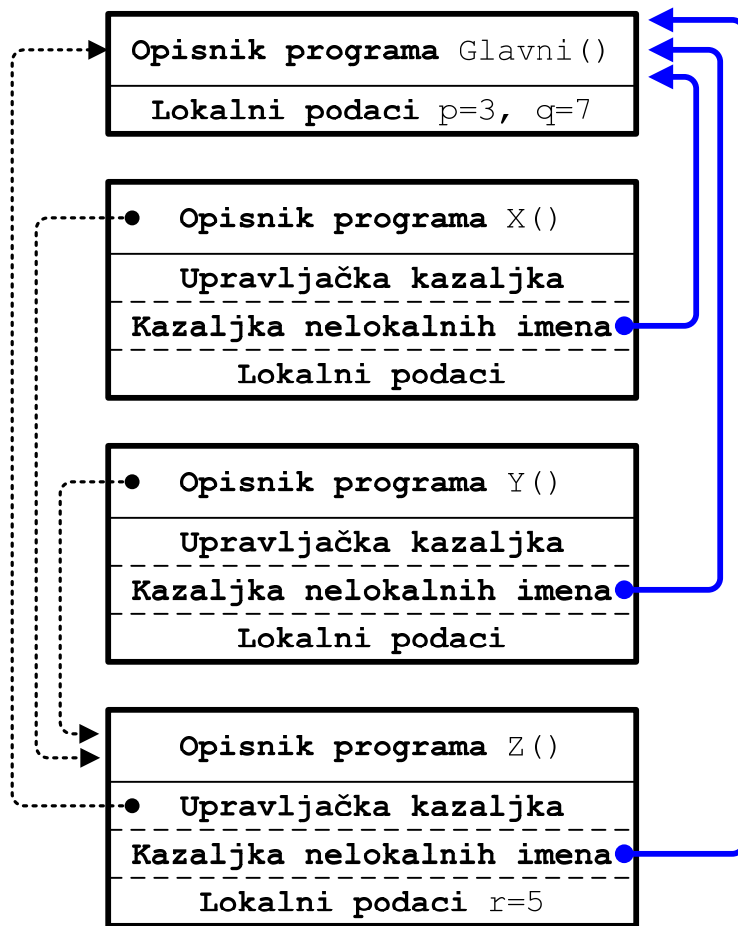 Opisnik programa Glavni()
Lokalni podaci p=3, q=7
Opisnik programa X()
Upravljačka kazaljka
Kazaljka nelokalnih imena
Lokalni podaci
Opisnik programa Y()
Upravljačka kazaljka
Kazaljka nelokalnih imena
Lokalni podaci
Opisnik programa Z()
Upravljačka kazaljka
Kazaljka nelokalnih imena
Lokalni podaci r=5